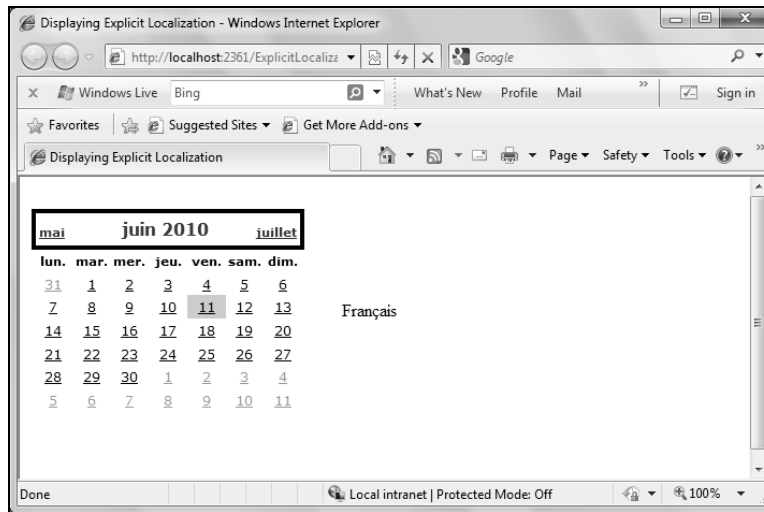 Displaying Explicit Localization - Windows Internet Explorer
http://localhost:2361/ExplicitLocaliza Google
x Windows Live Bing What's New Profile Mail >> Sign in
Favorites Suggested Sites Get More Add-ons
Displaying Explicit Localization Page Safety Tools >>
mai juin 2010 juillet
lun. mar. mer. jeu. ven. sam. dim.
31 1 2 3 4 5 6
7 8 9 10 11 12 13
Français
14 15 16 17 18 19 20
21 22 23 24 25 26 27
28 29 30 1 2 3 4
5 6 7 8 9 10 11
Done Local intranet | Protected Mode: Off 100%